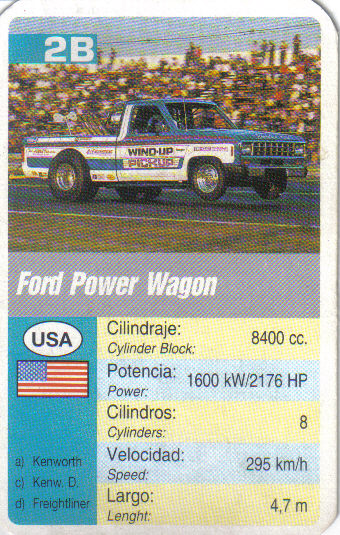 2B
WIND-UP
PICKUP
Ford Power Wagon
USA
Cilindraje:
Cylinder Block:
8400 cc.
Potencia:
Power:
1600 kW/2176 HP
Cilindros:
Cylinders:
8
a) Kenworth
c) Kenw. D.
d) Freightliner
Velocidad:
Speed:
295 km/h
Largo:
Lenght:
4,7 m